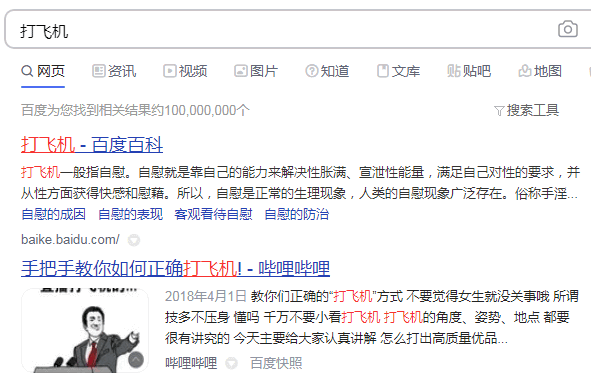 打飞机
网页 资讯 视频 图片 知道 文库 贴吧 地图
百度为您找到相关结果约100,000,000个 搜索工具
打飞机 - 百度百科
打飞机一般指自慰。自慰就是靠自己的能力来解决性胀满、宣泄性能量，满足自己对性的要求，并
从性方面获得快感和慰藉。所以，自慰是正常的生理现象，人类的自慰现象广泛存在。俗称手淫...
自慰的成因 自慰的表现 客观看待自慰 自慰的防治
baike.baidu.com/
手把手教你如何正确打飞机! - 哔哩哔哩
2018年4月1日 教你们正确的“打飞机”方式 不要觉得女生就没关事哦 所谓
技多不压身 懂吗 千万不要小看打飞机 打飞机的角度、姿势、地点 都要
很有讲究的 今天主要给大家认真讲解 怎么打出高质量优品...
哔哩哔哩 百度快照